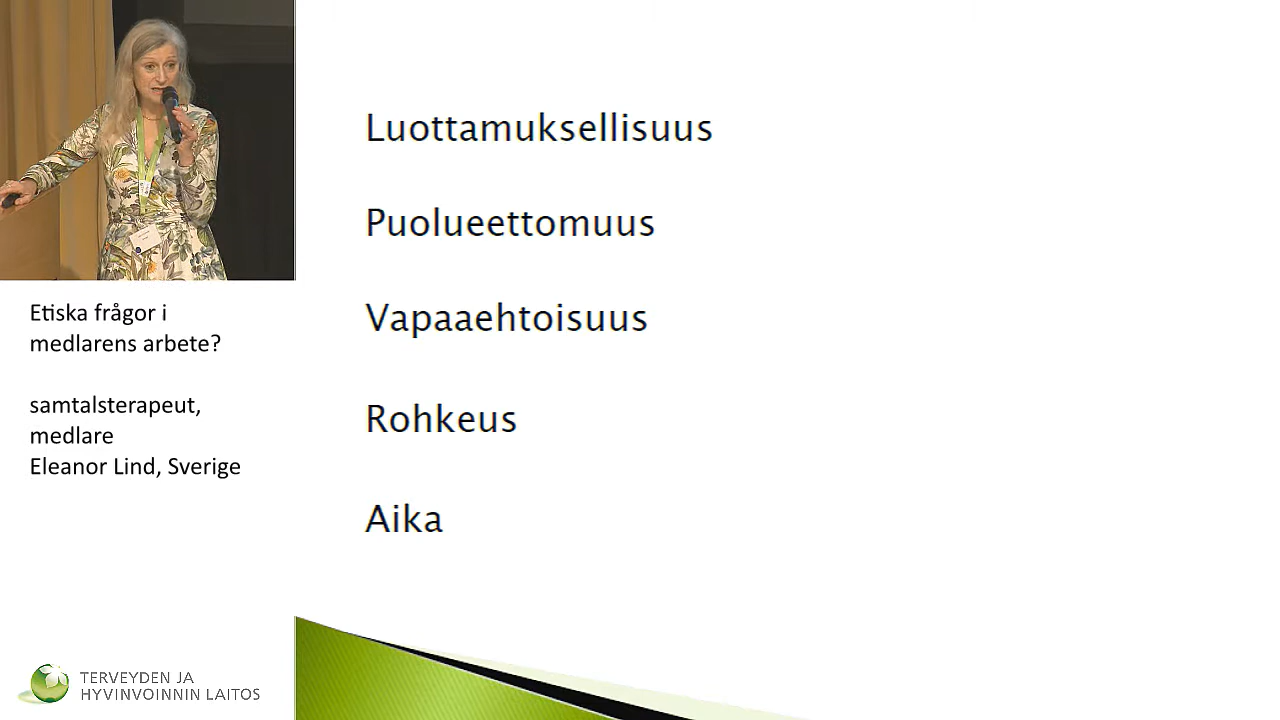 Luottamuksellisuus
Puolueettomuus
Vapaaehtoisuus
Rohkeus
Aika
Etiska frågor i
medlarens arbete?
samtalsterapeut,
medlare
Eleanor Lind, Sverige
TERVEYDEN JA
HYVINVOINNIN LAITOS